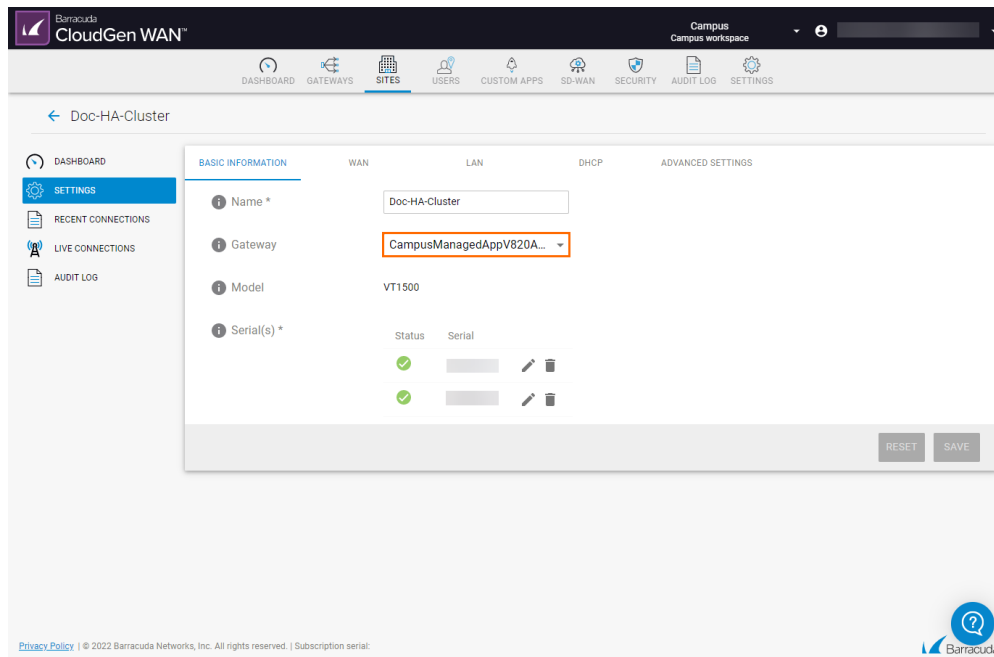 Barracuda
CloudGen WAN™
Campus
Campus workspace
DASHBOARD GATEWAYS SITES USERS CUSTOM APPS SD-WAN SECURITY AUDIT LOG SETTINGS
Doc-HA-Cluster
DASHBOARD
SETTINGS
RECENT CONNECTIONS
LIVE CONNECTIONS
AUDIT LOG
BASIC INFORMATION WAN LAN DHCP ADVANCED SETTINGS
Name * Doc-HA-Cluster
Gateway CampusManagedAppV820A...
Model VT1500
Serial(s) *
Status Serial
RESET SAVE
Privacy Policy | © 2022 Barracuda Networks, Inc. All rights reserved. | Subscription serial:
Barracuda